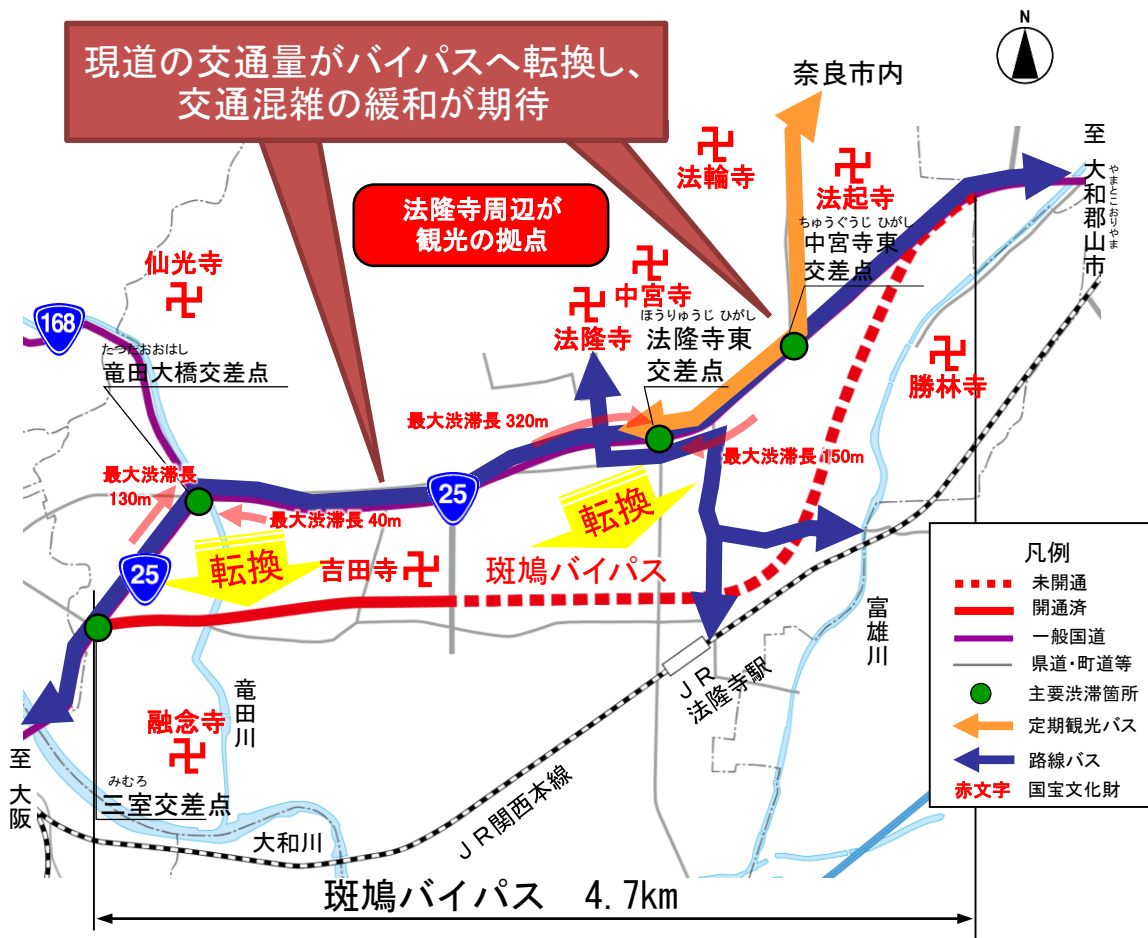 現道の交通量がバイパスへ転換し、
交通混雑の緩和が期待
N
奈良市内
法隆寺周辺が
観光の拠点
法輪寺
法起寺
ちゅうぐうじ ひがし
中宮寺東
交差点
至 大和郡山市
やまとこおりやま
仙光寺
中宮寺
法隆寺
ほうりゅうじ ひがし
法隆寺東
交差点
168
たつたおおはし
竜田大橋交差点
勝林寺
最大渋滞長 320m
最大渋滞長 150m
最大渋滞長
130m
最大渋滞長 40m
25
25
転換
転換
吉田寺
斑鳩バイパス
富雄川
竜田川
JR
法隆寺駅
融念寺
みむろ
三室交差点
至 大阪
大和川
JR関西本線
凡例
未開通
開通済
一般国道
県道・町道等
主要渋滞箇所
定期観光バス
路線バス
赤文字 国宝文化財
斑鳩バイパス 4.7km